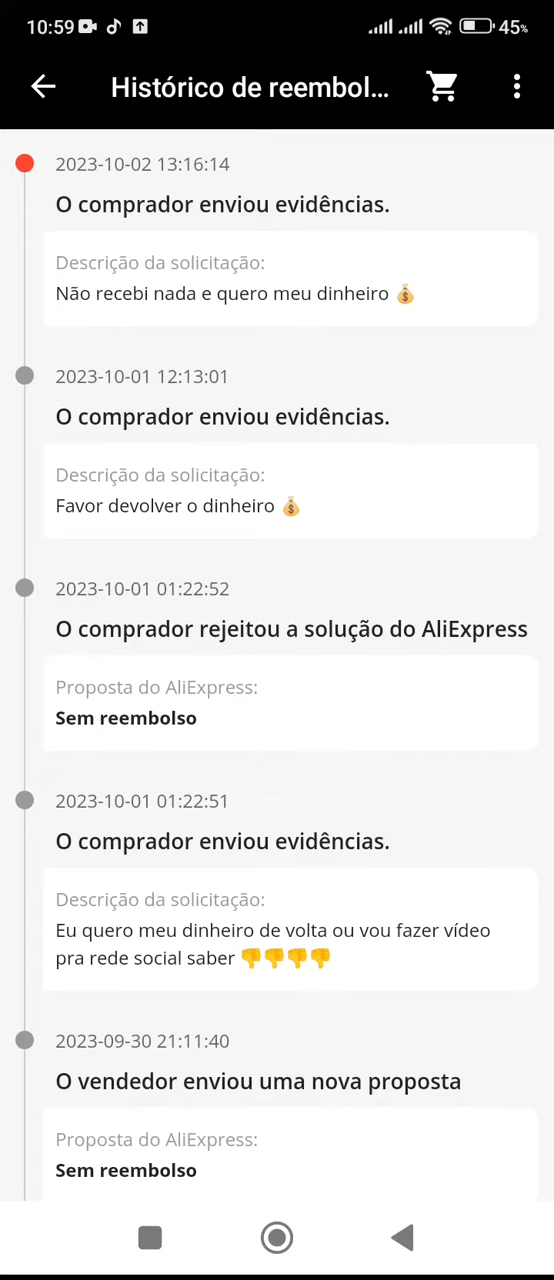 10:59
45%
Histórico de reembol...
2023-10-02 13:16:14
O comprador enviou evidências.
Descrição da solicitação:
Não recebi nada e quero meu dinheiro 💰
2023-10-01 12:13:01
O comprador enviou evidências.
Descrição da solicitação:
Favor devolver o dinheiro 💰
2023-10-01 01:22:52
O comprador rejeitou a solução do AliExpress
Proposta do AliExpress:
Sem reembolso
2023-10-01 01:22:51
O comprador enviou evidências.
Descrição da solicitação:
Eu quero meu dinheiro de volta ou vou fazer vídeo
pra rede social saber 👎👎👎👎
2023-09-30 21:11:40
O vendedor enviou uma nova proposta
Proposta do AliExpress:
Sem reembolso